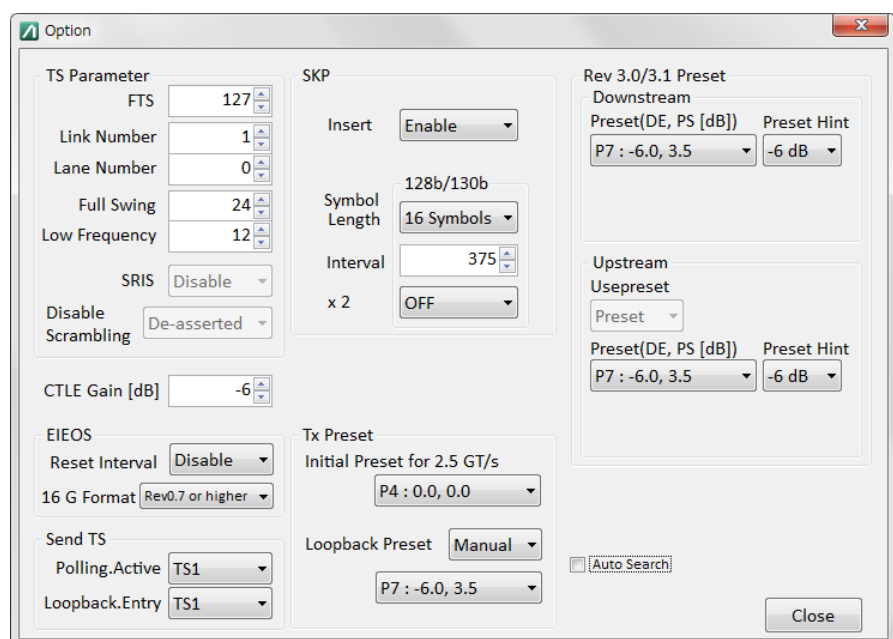 Option
TS Parameter
FTS 127
Link Number 1
Lane Number 0
Full Swing 24
Low Frequency 12
SRIS Disable
Disable
Scrambling De-asserted
CTLE Gain [dB] -6
EIEOS
Reset Interval Disable
16 G Format Rev0.7 or higher
Send TS
Polling.Active TS1
Loopback.Entry TS1
SKP
Insert Enable
128b/130b
Symbol
Length 16 Symbols
Interval 375
x 2 OFF
Tx Preset
Initial Preset for 2.5 GT/s
P4 : 0.0, 0.0
Loopback Preset Manual
P7 : -6.0, 3.5
Rev 3.0/3.1 Preset
Downstream
Preset(DE, PS [dB]) Preset Hint
P7 : -6.0, 3.5 -6 dB
Upstream
Usepreset
Preset
Preset(DE, PS [dB]) Preset Hint
P7 : -6.0, 3.5 -6 dB
Auto Search
Close